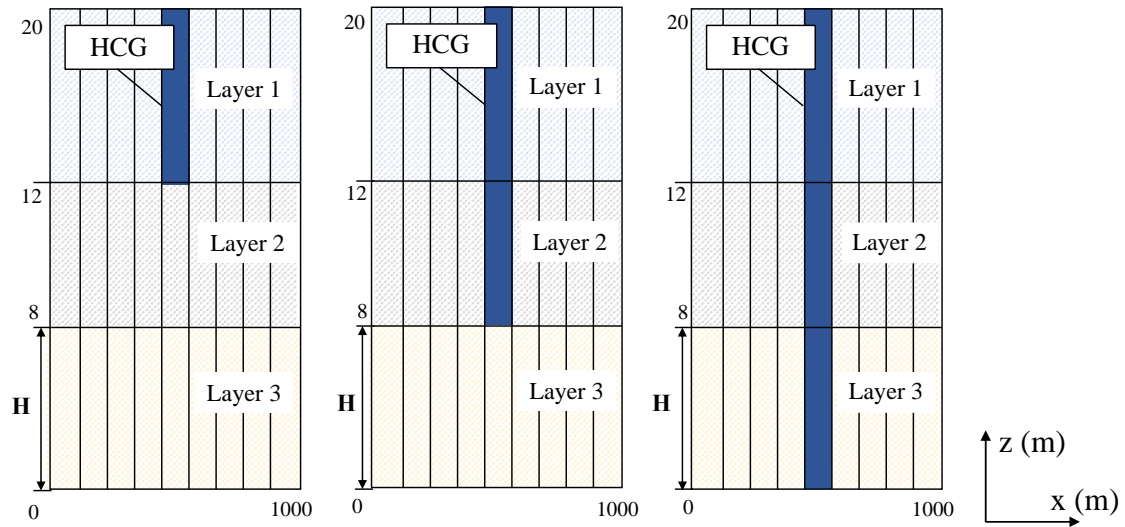 20
HCG
Layer 1
12
Layer 2
8
Layer 3
H
0
1000
20
HCG
Layer 1
12
Layer 2
8
Layer 3
H
0
1000
20
HCG
Layer 1
12
Layer 2
8
Layer 3
H
0
1000
z (m)
x (m)